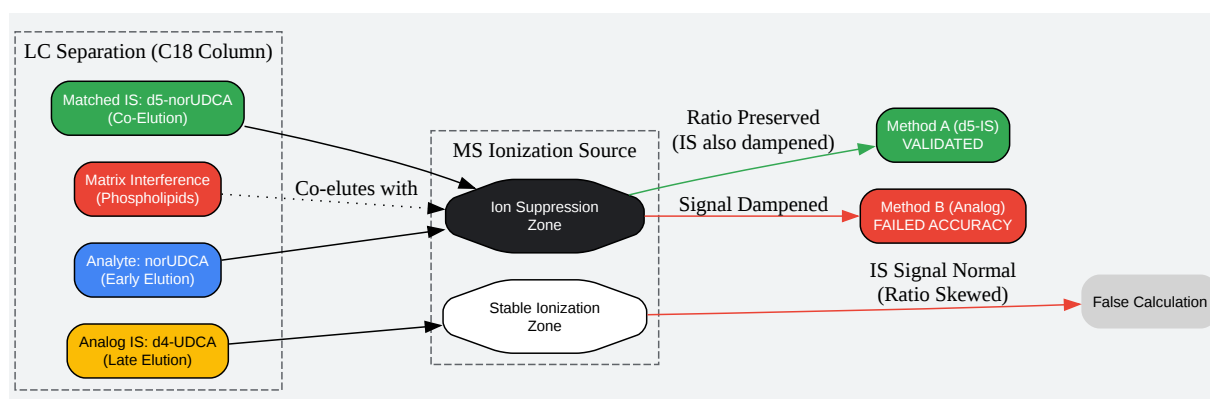 LC Separation (C18 Column)
Matched IS: d5-norUDCA
(Co-Elution)
Matrix Interference
(Phospholipids)
Analyte: norUDCA
(Early Elution)
Analog IS: d4-UDCA
(Late Elution)
Co-elutes with
MS Ionization Source
Ion Suppression
Zone
Stable Ionization
Zone
Ratio Preserved
(IS also dampened)
Signal Dampened
IS Signal Normal
(Ratio Skewed)
Method A (d5-IS)
VALIDATED
Method B (Analog)
FAILED ACCURACY
False Calculation